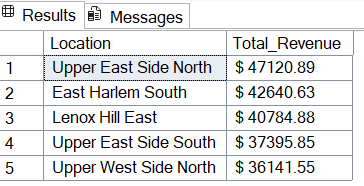 Results Messages
Location Total_Revenue
1 Upper East Side North $ 47120.89
2 East Harlem South $ 42640.63
3 Lenox Hill East $ 40784.88
4 Upper East Side South $ 37395.85
5 Upper West Side North $ 36141.55